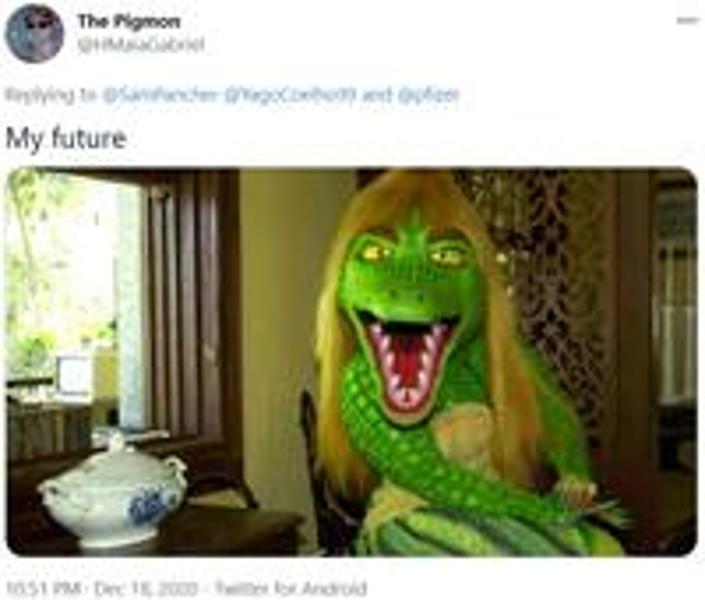 The Pigmon
@HMaiaGabriel
Replying to @Samfancher @YagoCoelho99 and @pfizer
My future
10:51 PM · Dec 18, 2020 · Twitter for Android